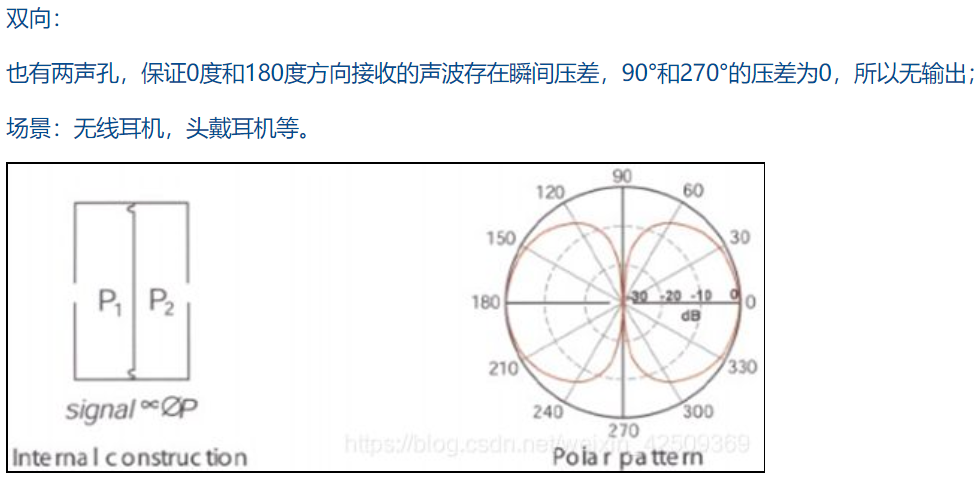 双向：
也有两声孔，保证0度和180度方向接收的声波存在瞬间压差，90°和270°的压差为0，所以无输出；
场景：无线耳机，头戴耳机等。
90
120
60
150
30
P₁ P₂
180
-30 -20 -10 0
0
dB
210
330
signal ∝ ØP
240
300
270
https://blog.csdn.net/weixin_42509369
Internal construction
Polar pattern